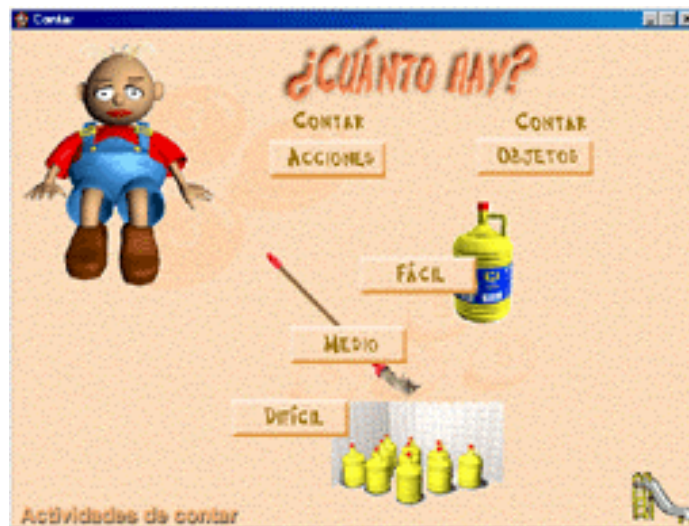 Contar
¿CUÁNTO HAY?
CONTAR
ACCIONES
CONTAR
OBJETOS
FÁCIL
MEDIO
DIFÍCIL
Actividades de contar